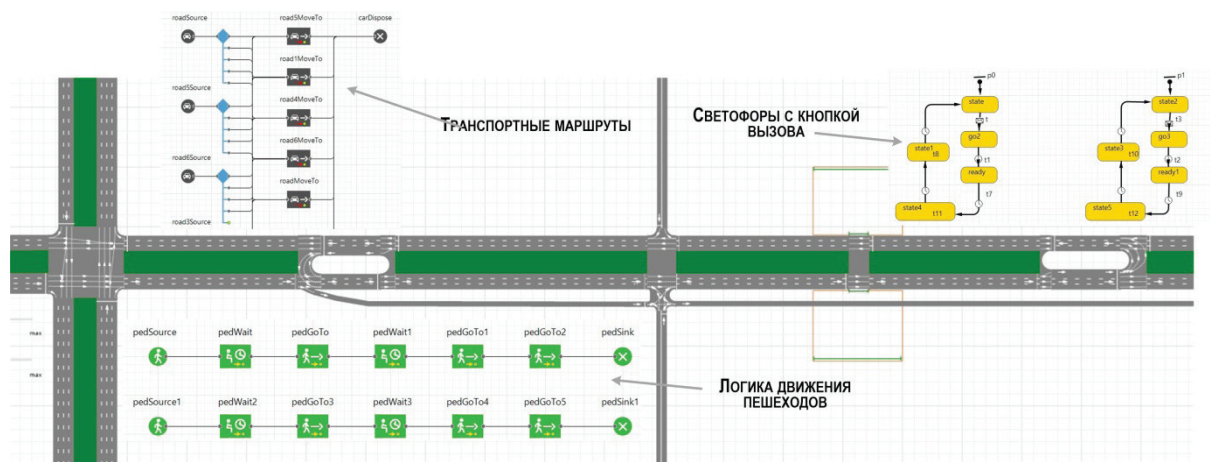 roadSource
road5MoveTo
carDispose
road1MoveTo
road5Source
road4MoveTo
road6MoveTo
road6Source
roadMoveTo
road3Source
ТРАНСПОРТНЫЕ МАРШРУТЫ
СВЕТОФОРЫ С КНОПКОЙ
ВЫЗОВА
p0
state
t
go2
state1
t8
t1
ready
t7
state4
t11
p1
state2
t3
go3
state3
t10
t2
ready1
t9
state5
t12
max
max
pedSource
pedWait
pedGoTo
pedWait1
pedGoTo1
pedGoTo2
pedSink
pedSource1
pedWait2
pedGoTo3
pedWait3
pedGoTo4
pedGoTo5
pedSink1
ЛОГИКА ДВИЖЕНИЯ
ПЕШЕХОДОВ